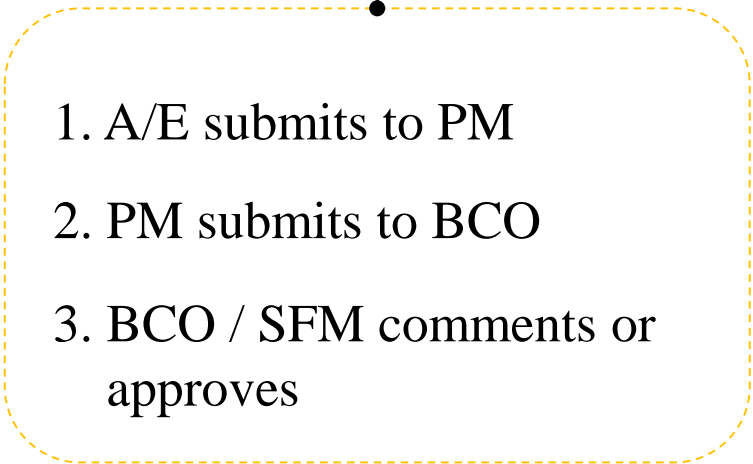 1. A/E submits to PM
2. PM submits to BCO
3. BCO / SFM comments or
approves